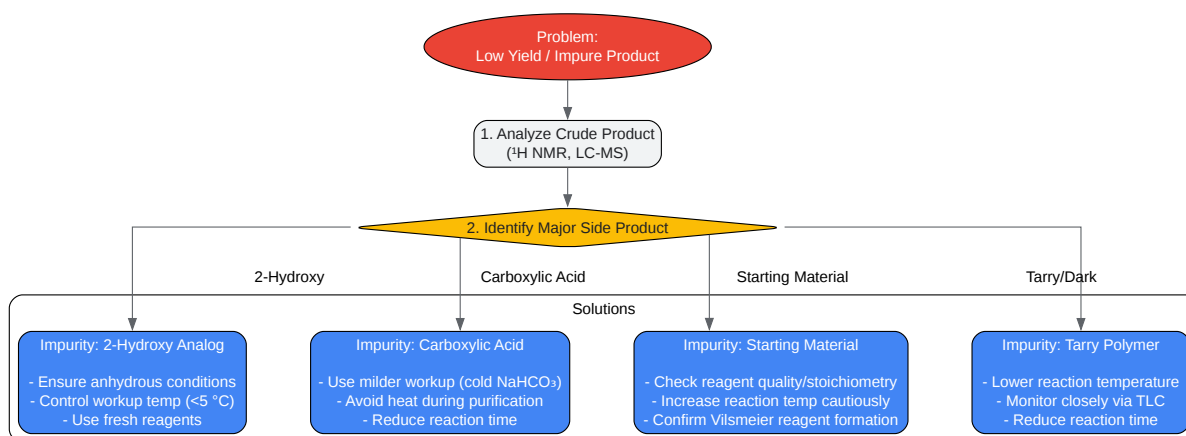 Problem:
Low Yield / Impure Product
1. Analyze Crude Product
(¹H NMR, LC-MS)
2. Identify Major Side Product
2-Hydroxy
Carboxylic Acid
Starting Material
Tarry/Dark
Solutions
Impurity: 2-Hydroxy Analog
- Ensure anhydrous conditions
- Control workup temp (<5 °C)
- Use fresh reagents
Impurity: Carboxylic Acid
- Use milder workup (cold NaHCO₃)
- Avoid heat during purification
- Reduce reaction time
Impurity: Starting Material
- Check reagent quality/stoichiometry
- Increase reaction temp cautiously
- Confirm Vilsmeier reagent formation
Impurity: Tarry Polymer
- Lower reaction temperature
- Monitor closely via TLC
- Reduce reaction time